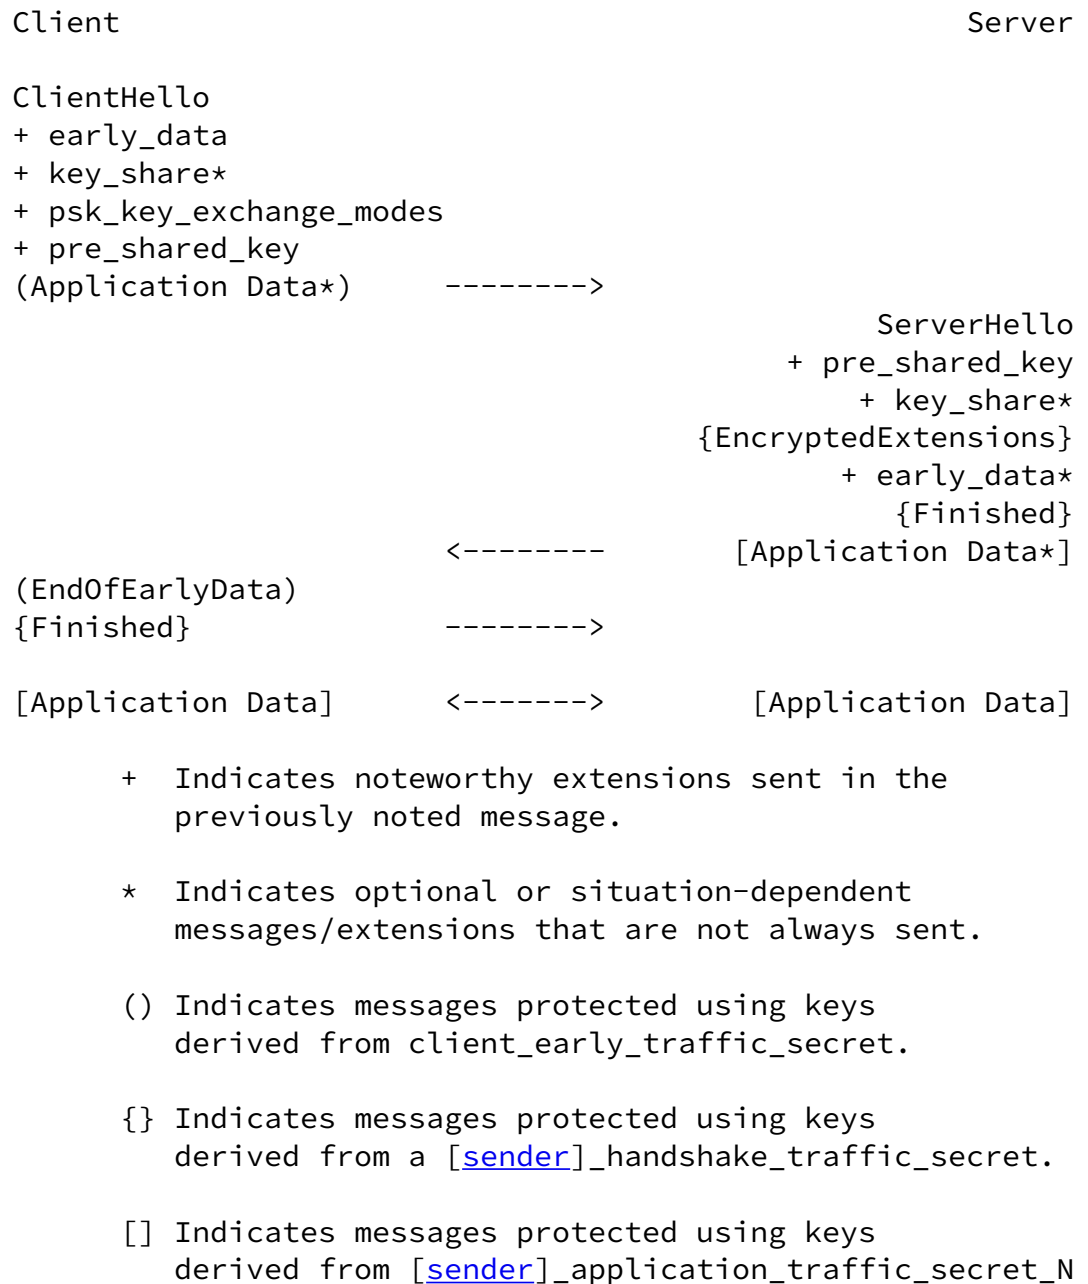 Client                                               Server

ClientHello
+ early_data
+ key_share*
+ psk_key_exchange_modes
+ pre_shared_key
(Application Data*)     -------->
                                                ServerHello
                                           + pre_shared_key
                                               + key_share*
                                      {EncryptedExtensions}
                                              + early_data*
                                                 {Finished}
                        <--------       [Application Data*]
(EndOfEarlyData)
{Finished}              -------->

[Application Data]      <------->        [Application Data]

      +  Indicates noteworthy extensions sent in the
         previously noted message.

      *  Indicates optional or situation-dependent
         messages/extensions that are not always sent.

      () Indicates messages protected using keys
         derived from client_early_traffic_secret.

      {} Indicates messages protected using keys
         derived from a [sender]_handshake_traffic_secret.

      [] Indicates messages protected using keys
         derived from [sender]_application_traffic_secret_N